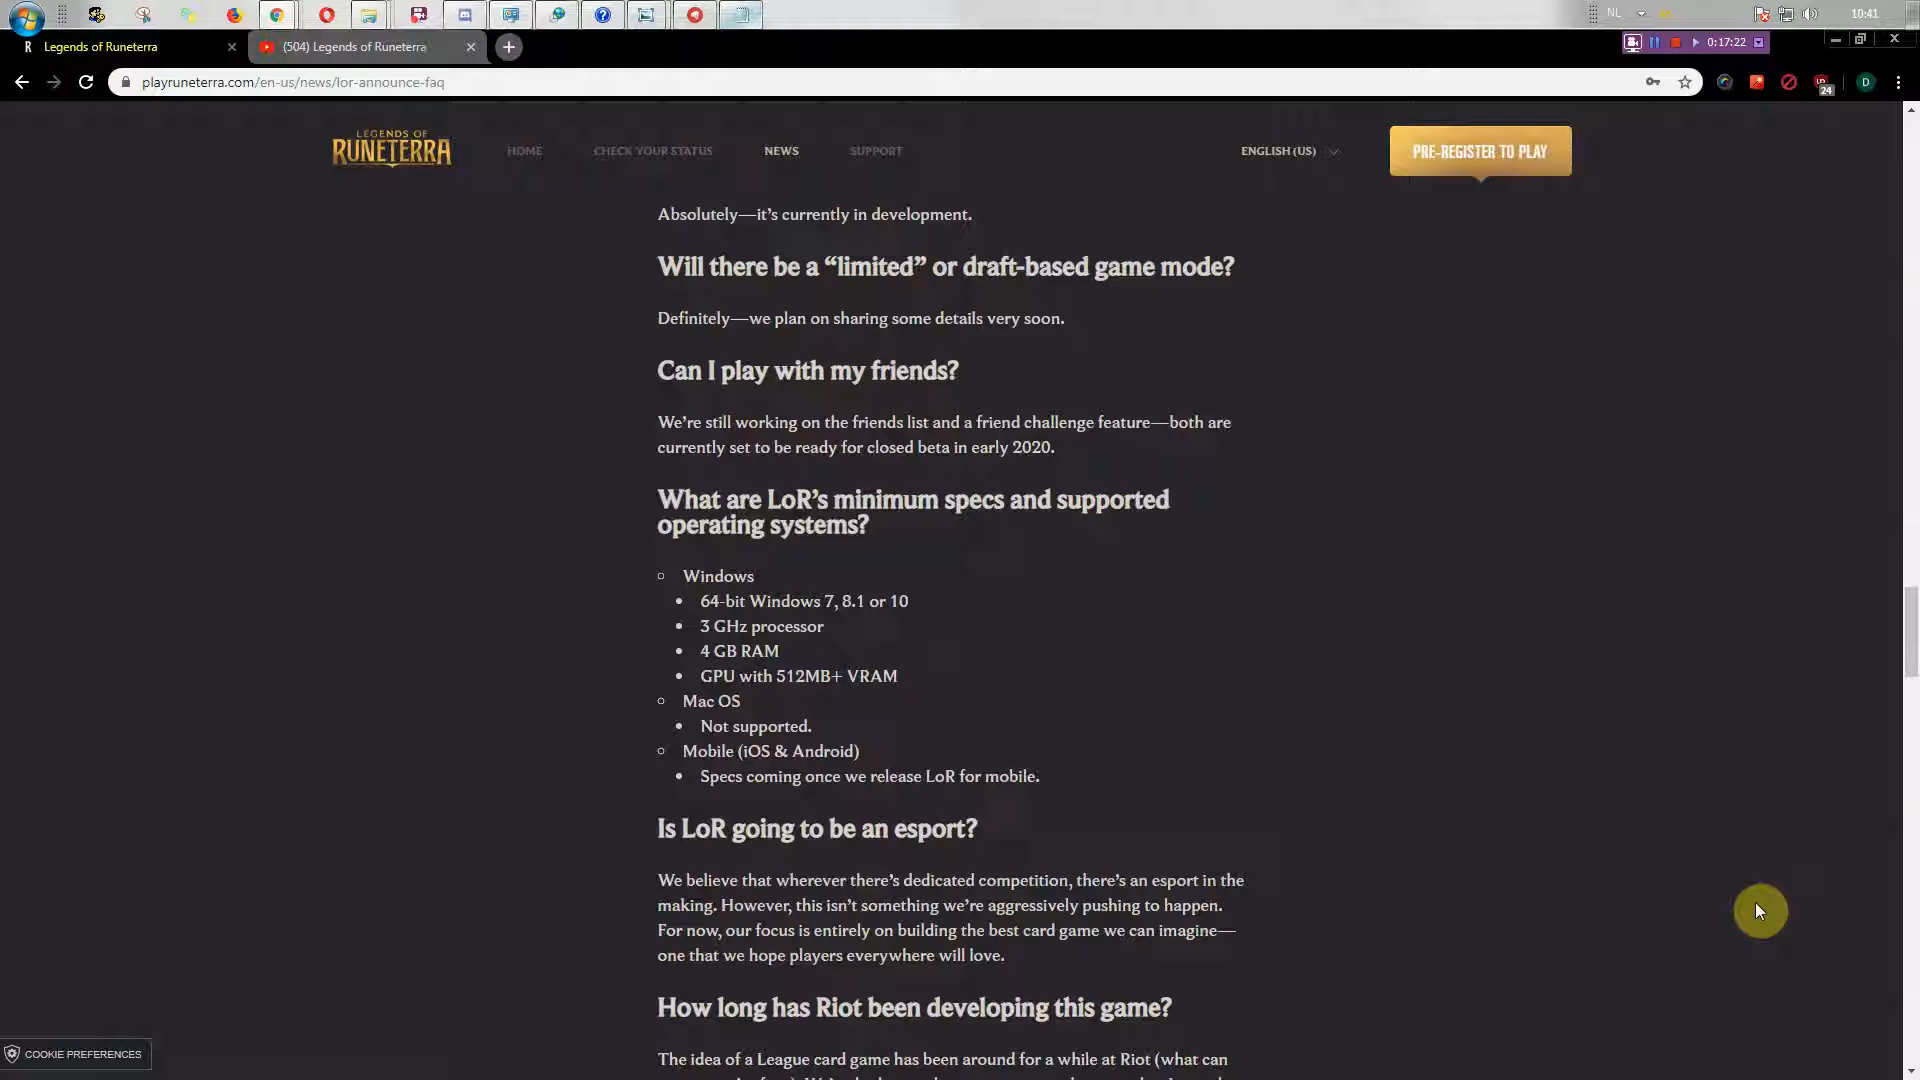 NL
10:41
Legends of Runeterra
(504) Legends of Runeterra
0:17:22
playruneterra.com/en-us/news/lor-announce-faq
24
D
LEGENDS OF
RUNETERRA
HOME
CHECK YOUR STATUS
NEWS
SUPPORT
ENGLISH (US)
PRE-REGISTER TO PLAY
Absolutely—it's currently in development.
Will there be a “limited” or draft-based game mode?
Definitely—we plan on sharing some details very soon.
Can I play with my friends?
We’re still working on the friends list and a friend challenge feature—both are
currently set to be ready for closed beta in early 2020.
What are LoR’s minimum specs and supported
operating systems?
Windows
64-bit Windows 7, 8.1 or 10
3 GHz processor
4 GB RAM
GPU with 512MB+ VRAM
Mac OS
Not supported.
Mobile (iOS & Android)
Specs coming once we release LoR for mobile.
Is LoR going to be an esport?
We believe that wherever there’s dedicated competition, there’s an esport in the
making. However, this isn’t something we’re aggressively pushing to happen.
For now, our focus is entirely on building the best card game we can imagine—
one that we hope players everywhere will love.
How long has Riot been developing this game?
The idea of a League card game has been around for a while at Riot (what can
COOKIE PREFERENCES